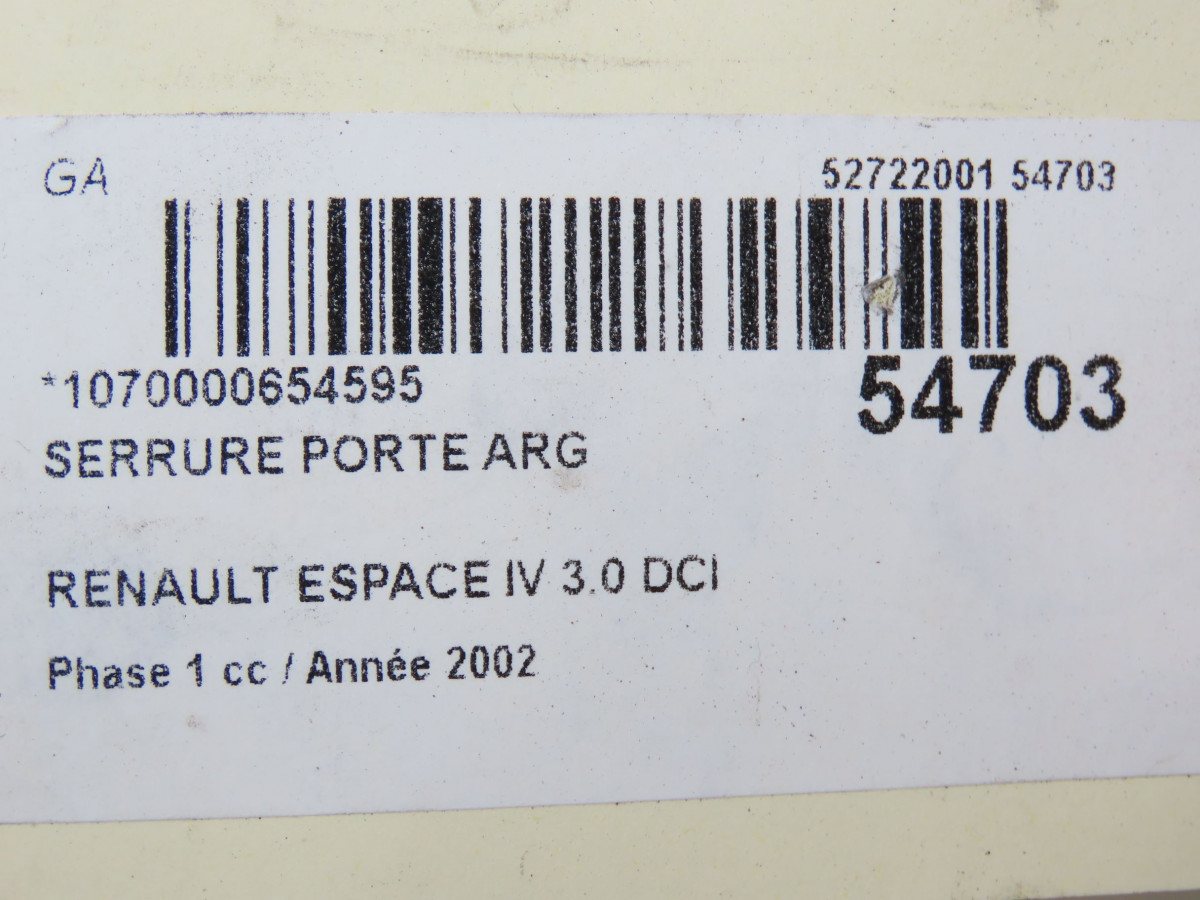 GA 52722001 54703
*1070000654595 54703
SERRURE PORTE ARG
RENAULT ESPACE IV 3.0 DCI
Phase 1 cc / Année 2002